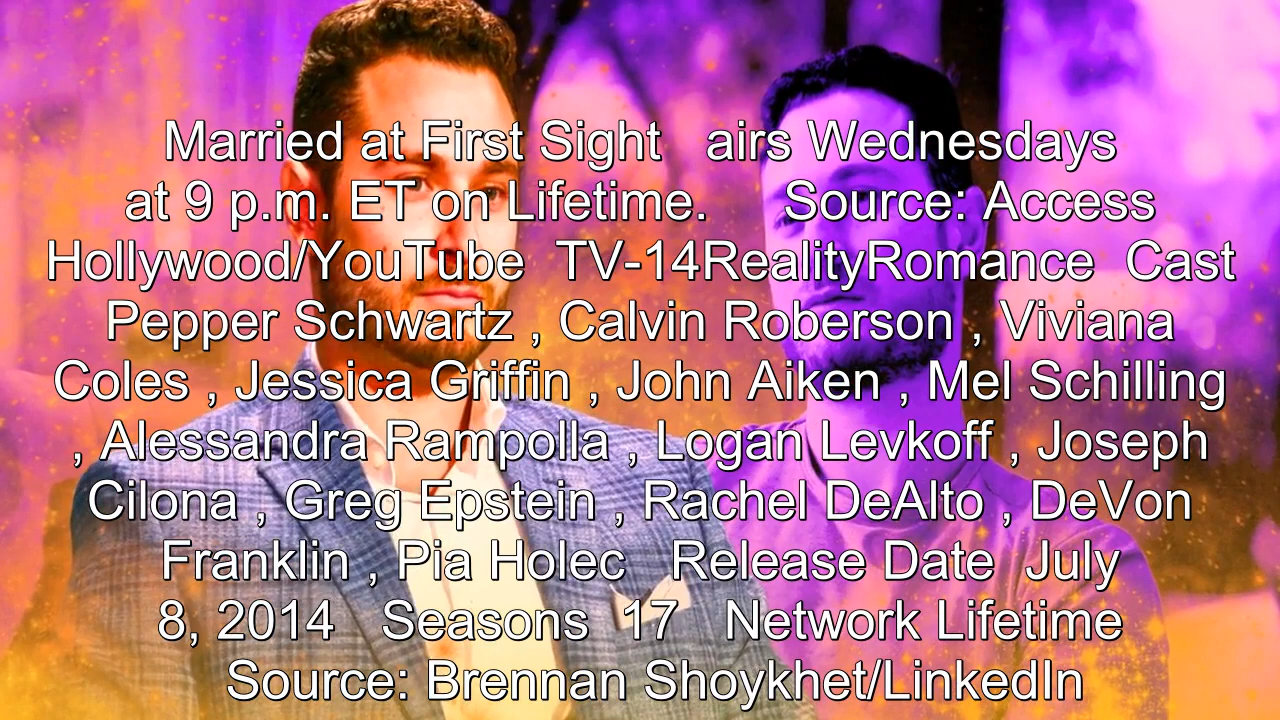 Married at First Sight   airs Wednesdays
at 9 p.m. ET on Lifetime.     Source: Access
Hollywood/YouTube  TV-14RealityRomance  Cast
Pepper Schwartz , Calvin Roberson , Viviana
Coles , Jessica Griffin , John Aiken , Mel Schilling
, Alessandra Rampolla , Logan Levkoff , Joseph
Cilona , Greg Epstein , Rachel DeAlto , DeVon
Franklin , Pia Holec   Release Date  July
8, 2014   Seasons  17   Network Lifetime
Source: Brennan Shoykhet/LinkedIn